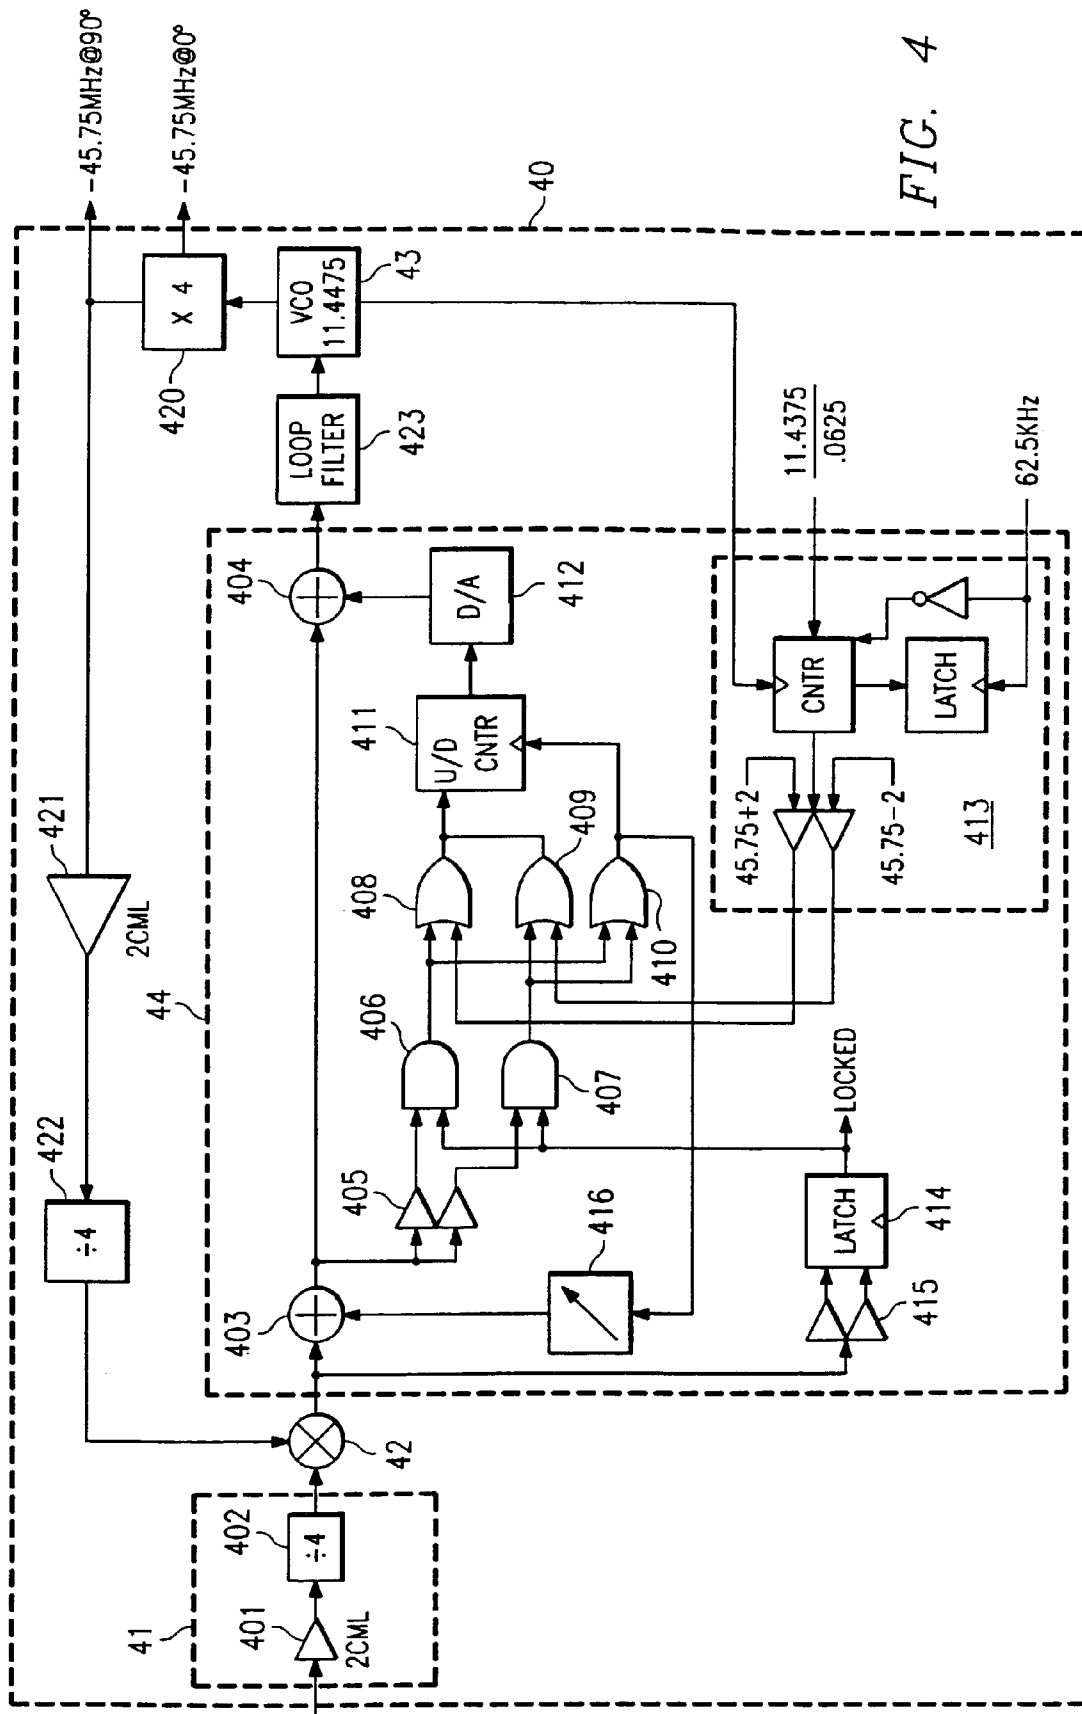 -45.75MHz@90°
-45.75MHz@0°
40
X 4
420
VCO
11.4475
43
LOOP
FILTER
423
421
2CML
422
÷4
44
404
D/A
412
411
U/D
CNTR
408
409
410
406
407
405
403
416
LOCKED
LATCH
414
415
42
41
402
÷4
401
2CML
11.4375
.0625
62.5KHz
CNTR
LATCH
45.75+2
45.75-2
413
FIG. 4